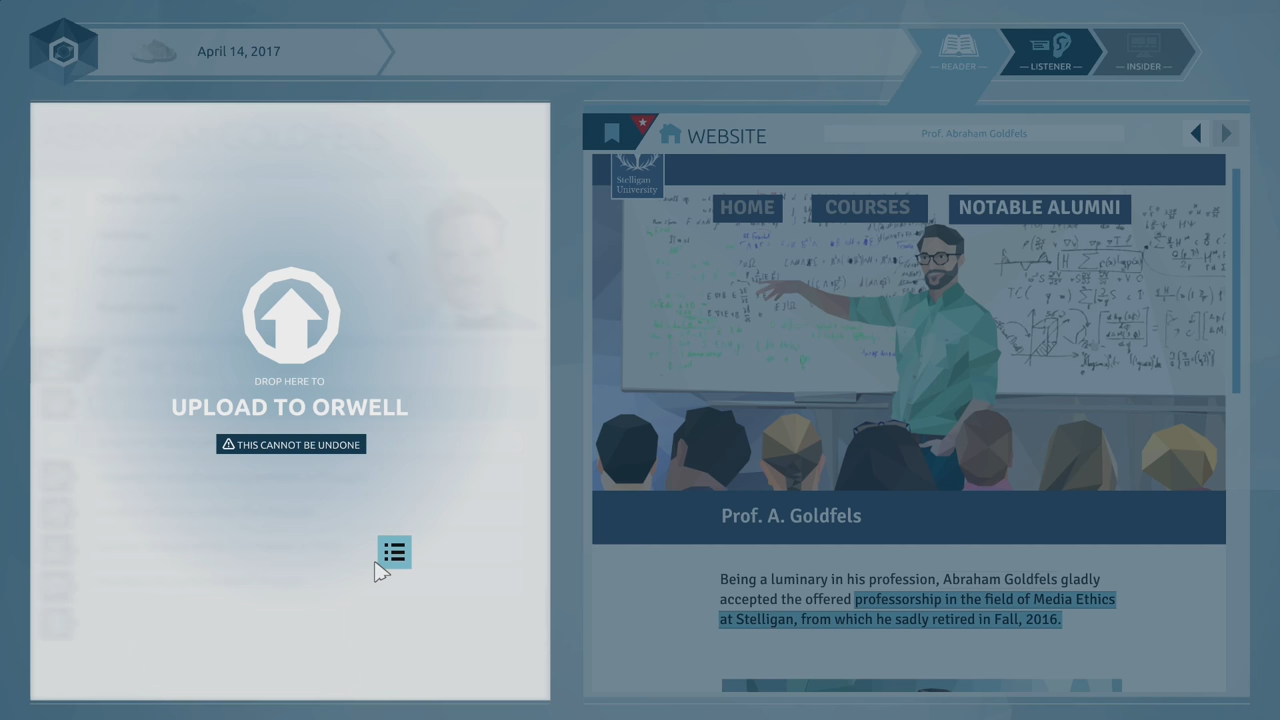 April 14, 2017
— READER —
— LISTENER —
— INSIDER —
WEBSITE
Prof. Abraham Goldfels
Stelligan
University
HOME
COURSES
NOTABLE ALUMNI
DROP HERE TO
UPLOAD TO ORWELL
THIS CANNOT BE UNDONE
Prof. A. Goldfels
Being a luminary in his profession, Abraham Goldfels gladly
accepted the offered professorship in the field of Media Ethics
at Stelligan, from which he sadly retired in Fall, 2016.